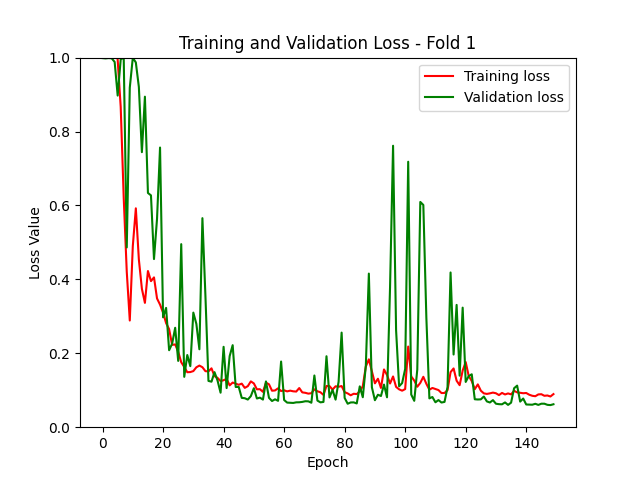 Training and Validation Loss - Fold 1
Training loss
Validation loss
Loss Value
1.0
0.8
0.6
0.4
0.2
0.0
0 20 40 60 80 100 120 140
Epoch